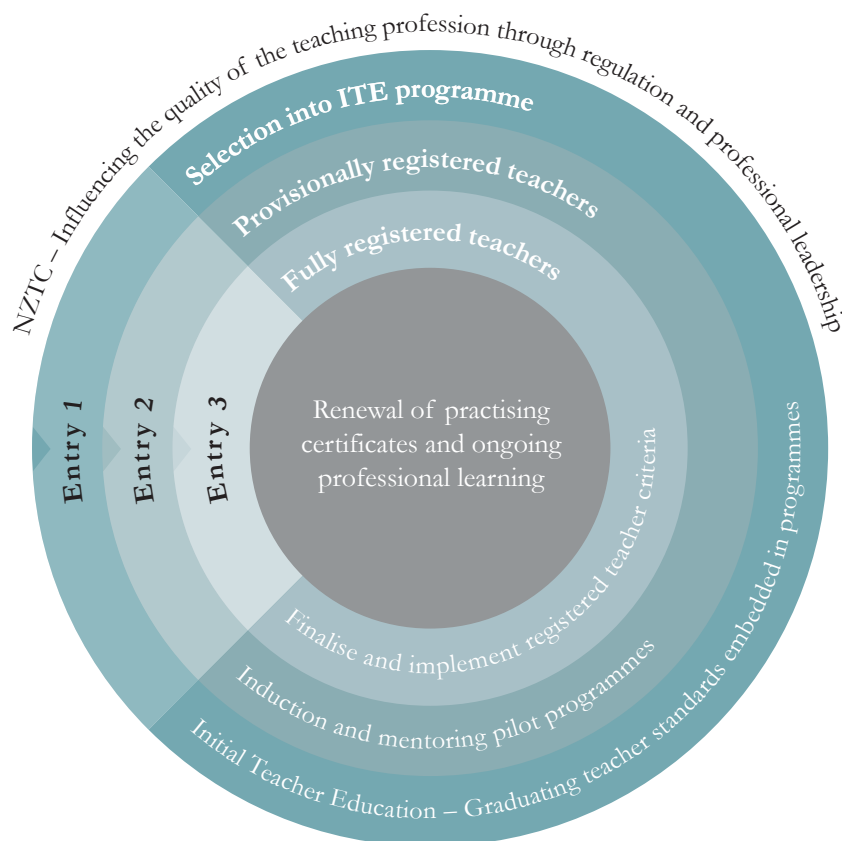 NZTC – Influencing the quality of the teaching profession through regulation and professional leadership
Selection into ITE programme
Provisionally registered teachers
Fully registered teachers
Entry 1
Entry 2
Entry 3
Renewal of practising
certificates and ongoing
professional learning
Finalise and implement registered teacher criteria
Induction and mentoring pilot programmes
Initial Teacher Education – Graduating teacher standards embedded in programmes